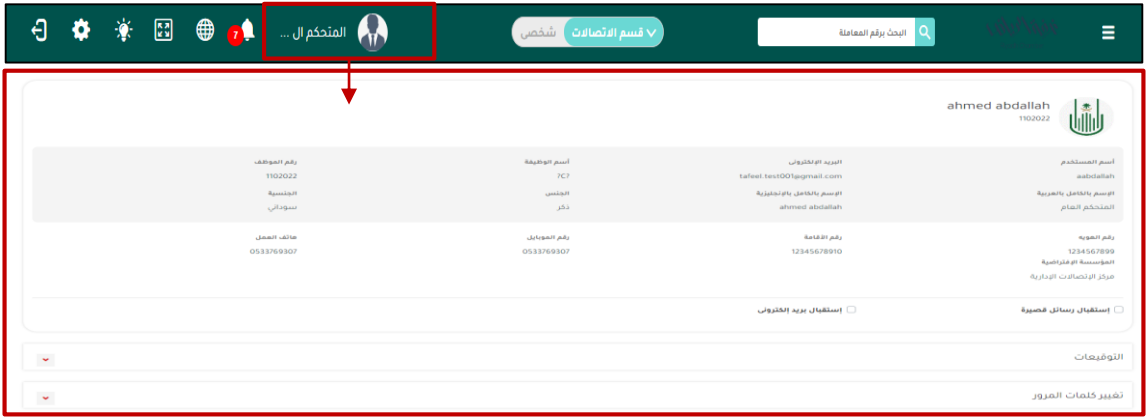 البحث برقم المعاملة
قسم الاتصالات
شخصي
المتحكم ال ...
7
ahmed abdallah
1102022
أسم المستخدم
البريد الإلكتروني
أسم الوظيفة
رقم الموظف
aabdallah
tafeel.test001@gmail.com
?C?
1102022
الإسم بالكامل بالعربية
الإسم بالكامل بالإنجليزية
الجنس
الجنسية
المتحكم العام
ahmed abdallah
ذكر
سوداني
رقم الهويه
رقم الأقامة
رقم الموبايل
هاتف العمل
1234567899
12345678910
0533769307
0533769307
المؤسسة الإفتراضية
مركز الإتصالات الإدارية
إستقبال رسائل قصيرة
إستقبال بريد إلكترونى
التوقيعات
تغيير كلمات المرور